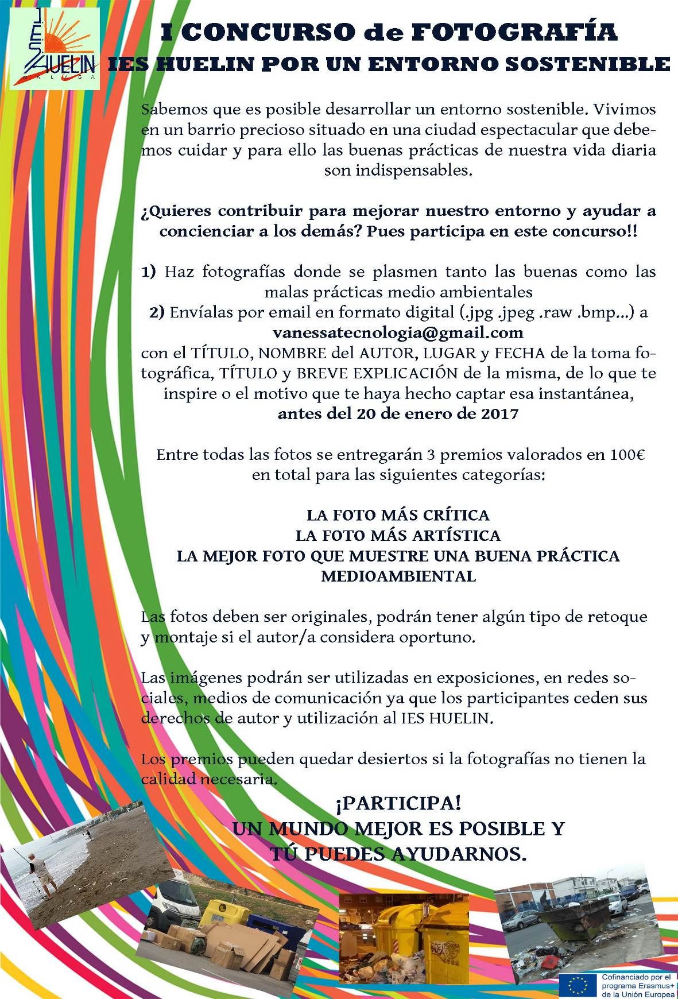 I.E.S.
HUELIN
MÁLAGA
I CONCURSO de FOTOGRAFÍA
IES HUELIN POR UN ENTORNO SOSTENIBLE
Sabemos que es posible desarrollar un entorno sostenible. Vivimos
en un barrio precioso situado en una ciudad espectacular que debe-
mos cuidar y para ello las buenas prácticas de nuestra vida diaria
son indispensables.
¿Quieres contribuir para mejorar nuestro entorno y ayudar a
concienciar a los demás? Pues participa en este concurso!!
1) Haz fotografías donde se plasmen tanto las buenas como las
malas prácticas medio ambientales
2) Envíalas por email en formato digital (.jpg .jpeg .raw .bmp...) a
vanessatecnologia@gmail.com
con el TÍTULO, NOMBRE del AUTOR, LUGAR y FECHA de la toma fo-
tográfica, TÍTULO y BREVE EXPLICACIÓN de la misma, de lo que te
inspire o el motivo que te haya hecho captar esa instantánea,
antes del 20 de enero de 2017
Entre todas las fotos se entregarán 3 premios valorados en 100€
en total para las siguientes categorías:
LA FOTO MÁS CRÍTICA
LA FOTO MÁS ARTÍSTICA
LA MEJOR FOTO QUE MUESTRE UNA BUENA PRÁCTICA
MEDIOAMBIENTAL
Las fotos deben ser originales, podrán tener algún tipo de retoque
y montaje si el autor/a considera oportuno.
Las imágenes podrán ser utilizadas en exposiciones, en redes so-
ciales, medios de comunicación ya que los participantes ceden sus
derechos de autor y utilización al IES HUELIN.
Los premios pueden quedar desiertos si la fotografías no tienen la
calidad necesaria.
¡PARTICIPA!
UN MUNDO MEJOR ES POSIBLE Y
TÚ PUEDES AYUDARNOS.
Cofinanciado por el
programa Erasmus+
de la Unión Europea